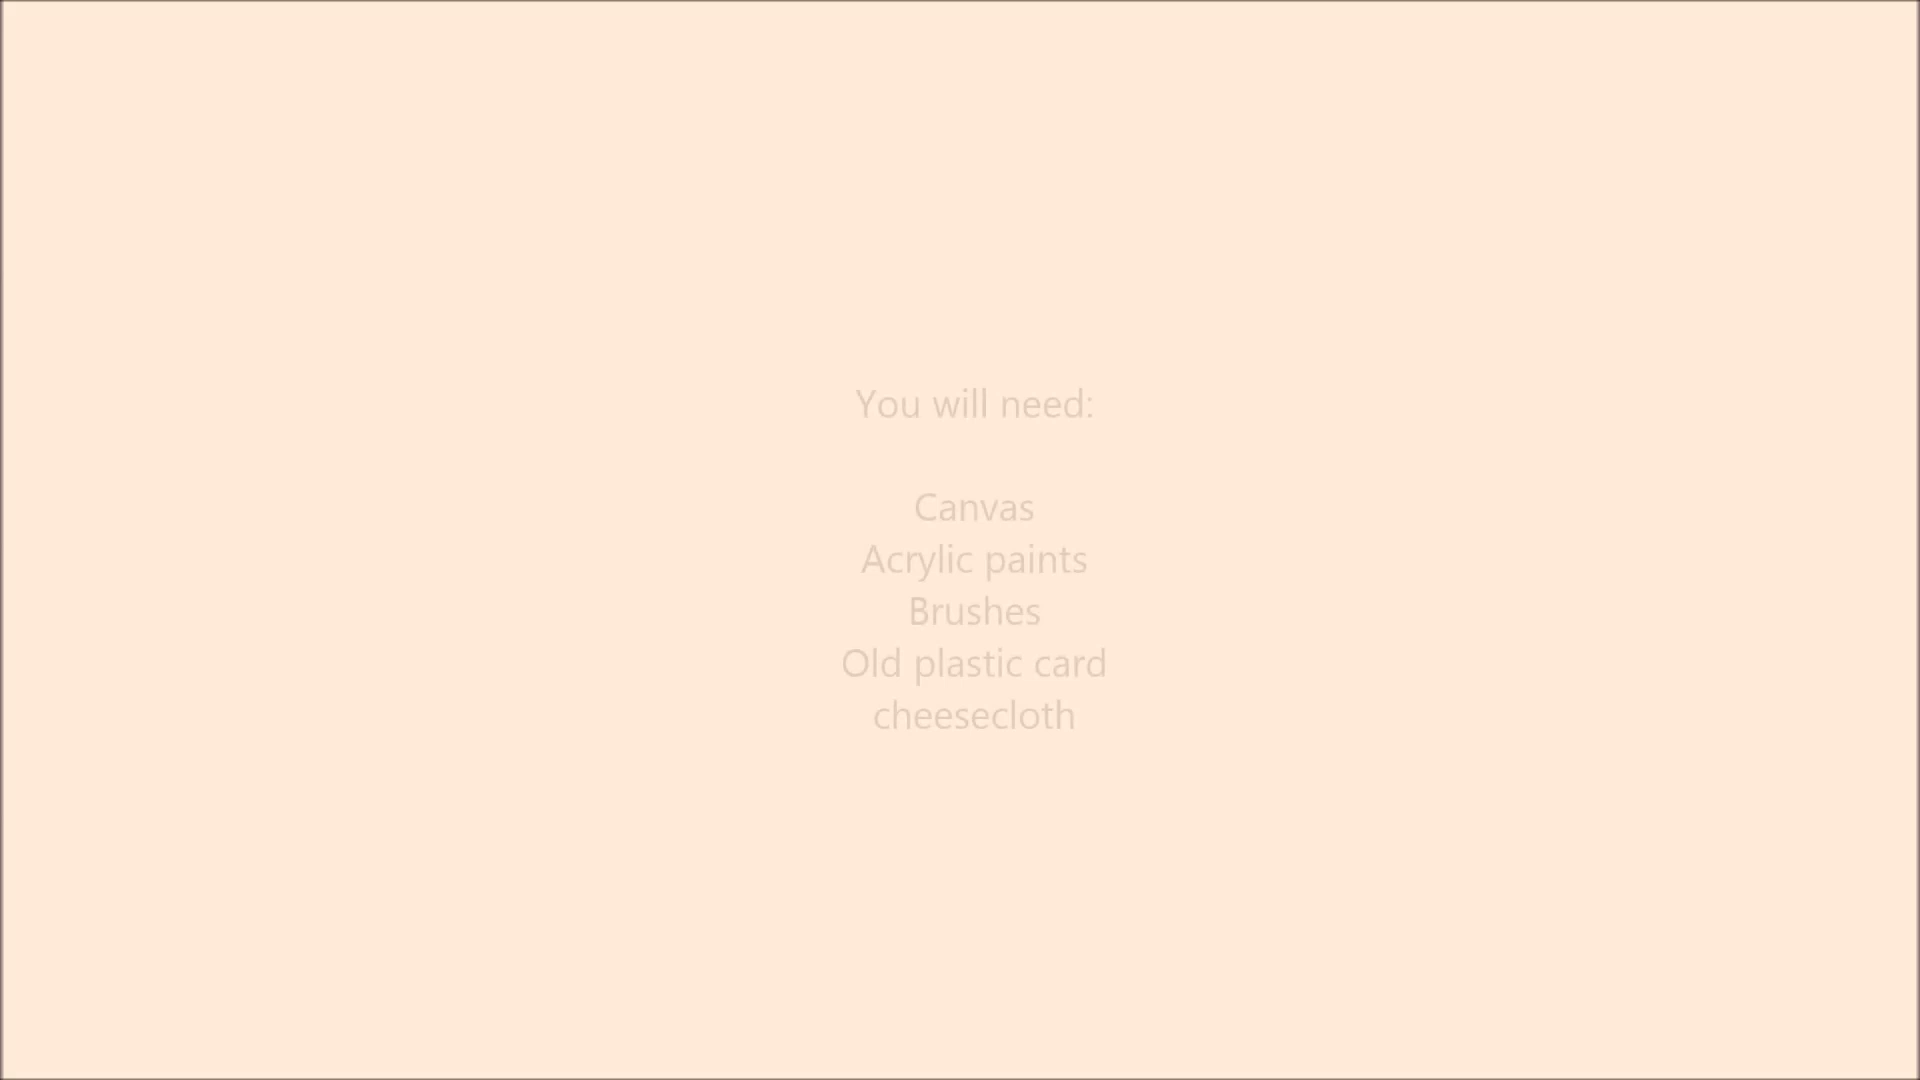 You will need:
Canvas
Acrylic paints
Brushes
Old plastic card
cheesecloth